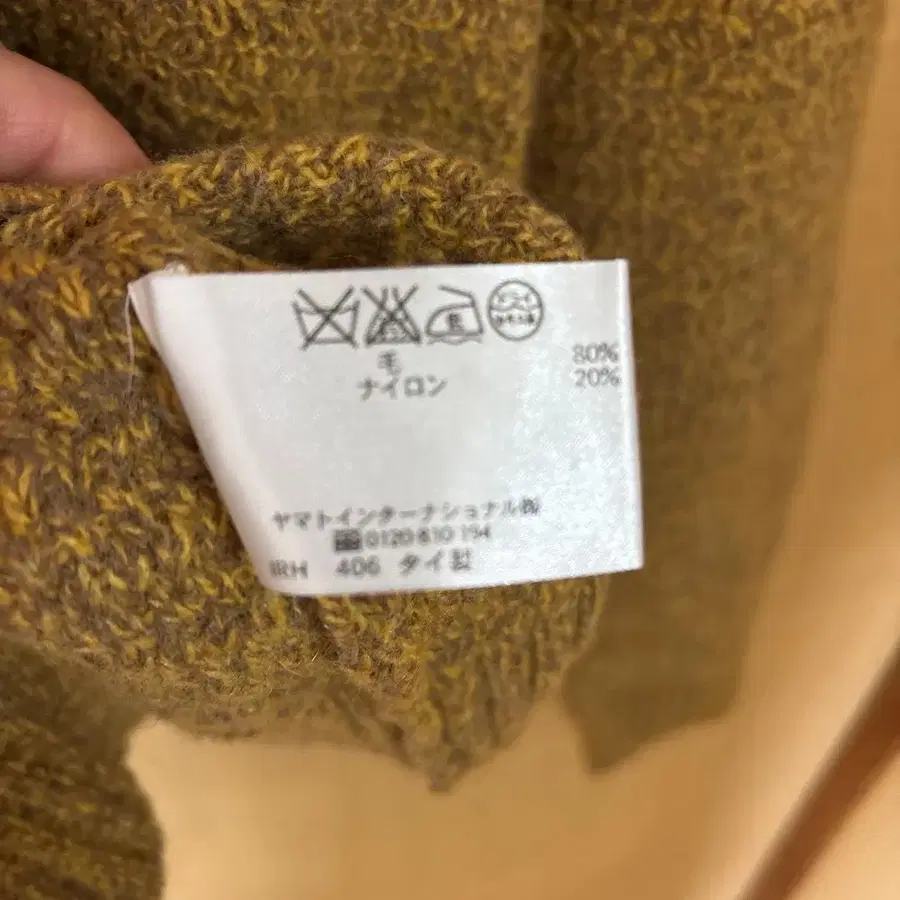 毛 80%
ナイロン 20%
ヤマトインターナショナル㈱
0120 610 194
IRH 406 タイ製